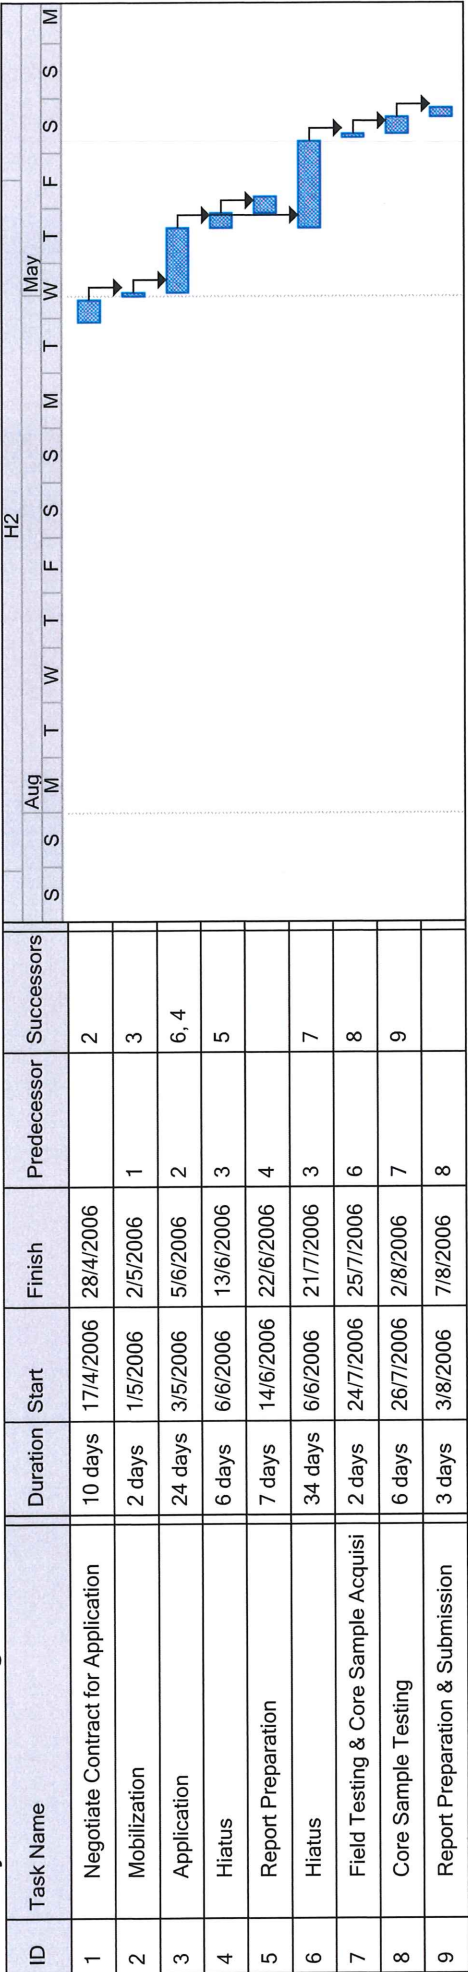 ID Task Name Duration Start Finish Predecessor Successors
H2
Aug May
S S M T W T F S S M T W T F S S M
1 Negotiate Contract for Application 10 days 17/4/2006 28/4/2006 2
2 Mobilization 2 days 1/5/2006 2/5/2006 1 3
3 Application 24 days 3/5/2006 5/6/2006 2 6, 4
4 Hiatus 6 days 6/6/2006 13/6/2006 3 5
5 Report Preparation 7 days 14/6/2006 22/6/2006 4
6 Hiatus 34 days 6/6/2006 21/7/2006 3 7
7 Field Testing & Core Sample Acquisi 2 days 24/7/2006 25/7/2006 6 8
8 Core Sample Testing 6 days 26/7/2006 2/8/2006 7 9
9 Report Preparation & Submission 3 days 3/8/2006 7/8/2006 8